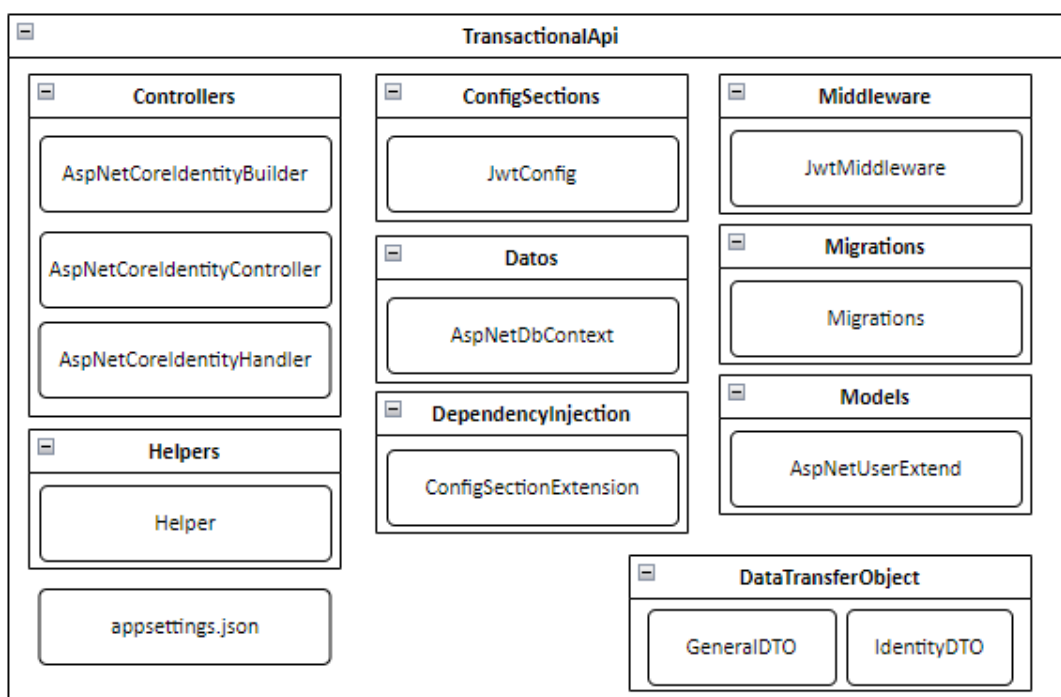 TransactionalApi
Controllers
AspNetCoreIdentityBuilder
AspNetCoreIdentityController
AspNetCoreIdentityHandler
Helpers
Helper
appsettings.json
ConfigSections
JwtConfig
Datos
AspNetDbContext
DependencyInjection
ConfigSectionExtension
Middleware
JwtMiddleware
Migrations
Migrations
Models
AspNetUserExtend
DataTransferObject
GeneralDTO
IdentityDTO